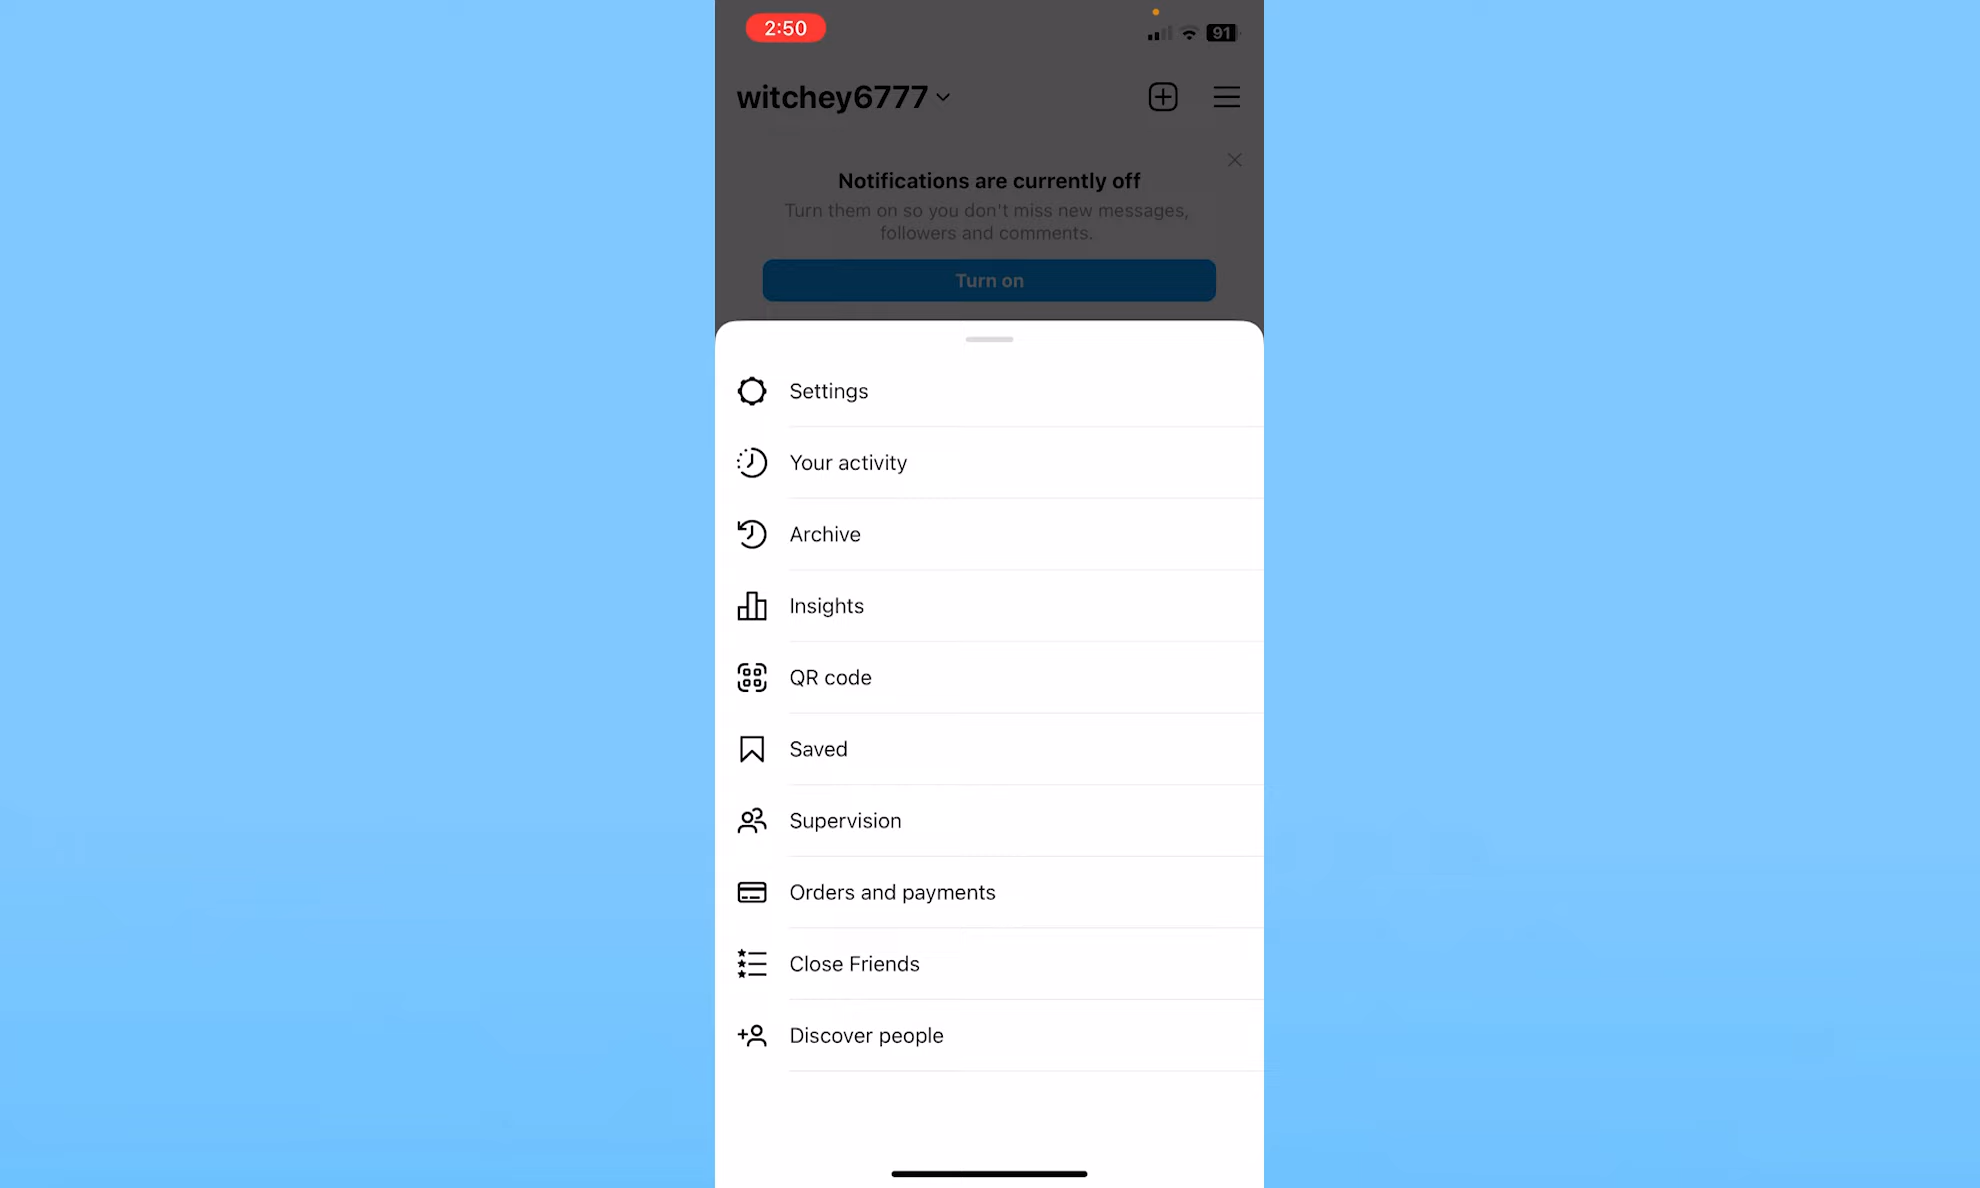 2:50
91
witchey6777
Notifications are currently off
Turn them on so you don't miss new messages,
followers and comments.
Turn on
Settings
Your activity
Archive
Insights
QR code
Saved
Supervision
Orders and payments
Close Friends
Discover people